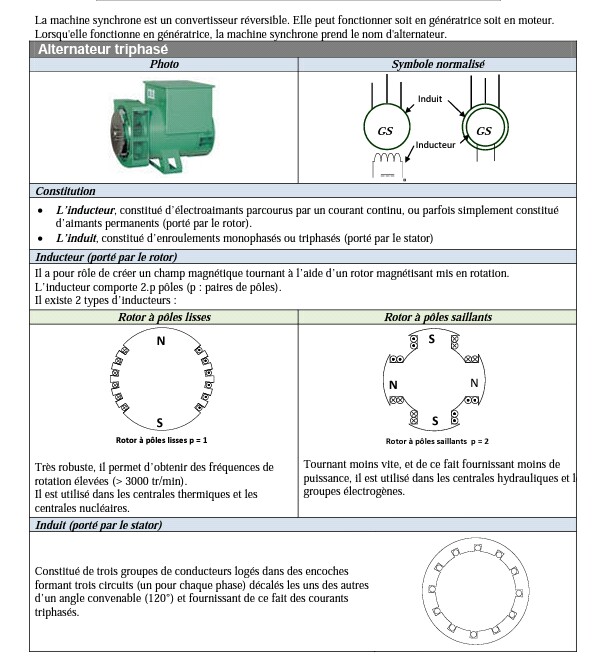 La machine synchrone est un convertisseur réversible. Elle peut fonctionner soit en génératrice soit en moteur.
Lorsqu'elle fonctionne en génératrice, la machine synchrone prend le nom d'alternateur.
Alternateur triphasé
Photo
Symbole normalisé
Induit
GS
GS
Inducteur
Constitution
• L'inducteur, constitué d'électroaimants parcourus par un courant continu, ou parfois simplement constitué
d'aimants permanents (porté par le rotor).
• L'induit, constitué d'enroulements monophasés ou triphasés (porté par le stator)
Inducteur (porté par le rotor)
Il a pour rôle de créer un champ magnétique tournant à l'aide d'un rotor magnétisant mis en rotation.
L'inducteur comporte 2.p pôles (p : paires de pôles).
Il existe 2 types d'inducteurs :
Rotor à pôles lisses
Rotor à pôles saillants
N
S
Rotor à pôles lisses p = 1
S
N
N
S
Rotor à pôles saillants p = 2
Très robuste, il permet d'obtenir des fréquences de
rotation élevées (> 3000 tr/min).
Il est utilisé dans les centrales thermiques et les
centrales nucléaires.
Tournant moins vite, et de ce fait fournissant moins de
puissance, il est utilisé dans les centrales hydrauliques et l
groupes électrogènes.
Induit (porté par le stator)
Constitué de trois groupes de conducteurs logés dans des encoches
formant trois circuits (un pour chaque phase) décalés les uns des autres
d'un angle convenable (120°) et fournissant de ce fait des courants
triphasés.